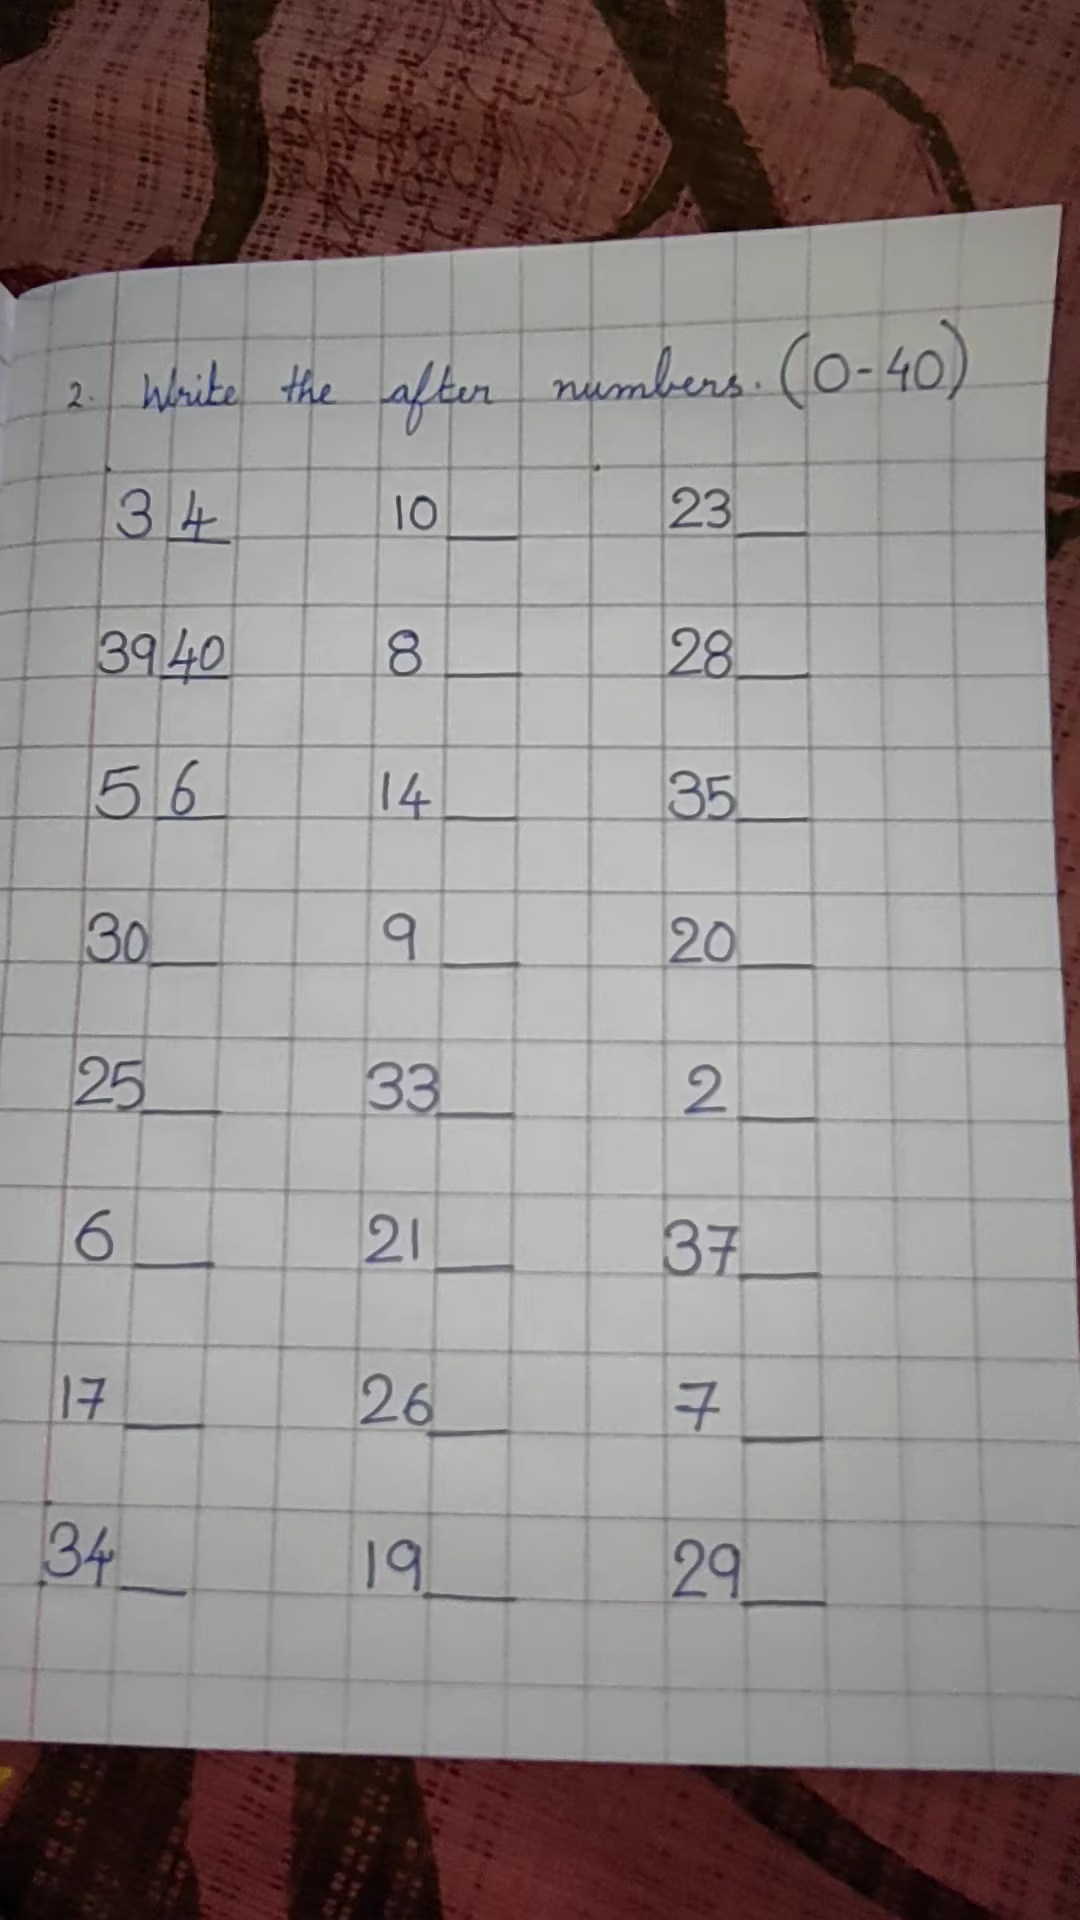 2. Write the after numbers. (0-40)
3 4 10 __ 23 __
39 40 8 __ 28 __
5 6 14 __ 35 __
30 __ 9 __ 20 __
25 __ 33 __ 2 __
6 __ 21 __ 37 __
17 __ 26 __ 7 __
34 __ 19 __ 29 __